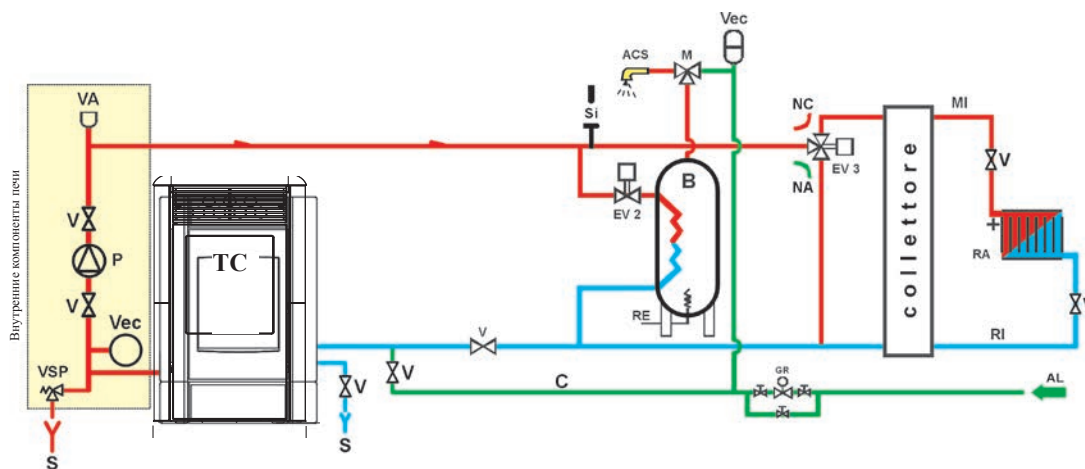 Внутренние компоненты печи
VA
V
P
V
Vec
VSP
S
TC
V
S
V
V
C
Si
EV 2
ACS
M
Vec
B
RE
NC
NA
EV 3
collettore
MI
V
RA
V
RI
GR
AL